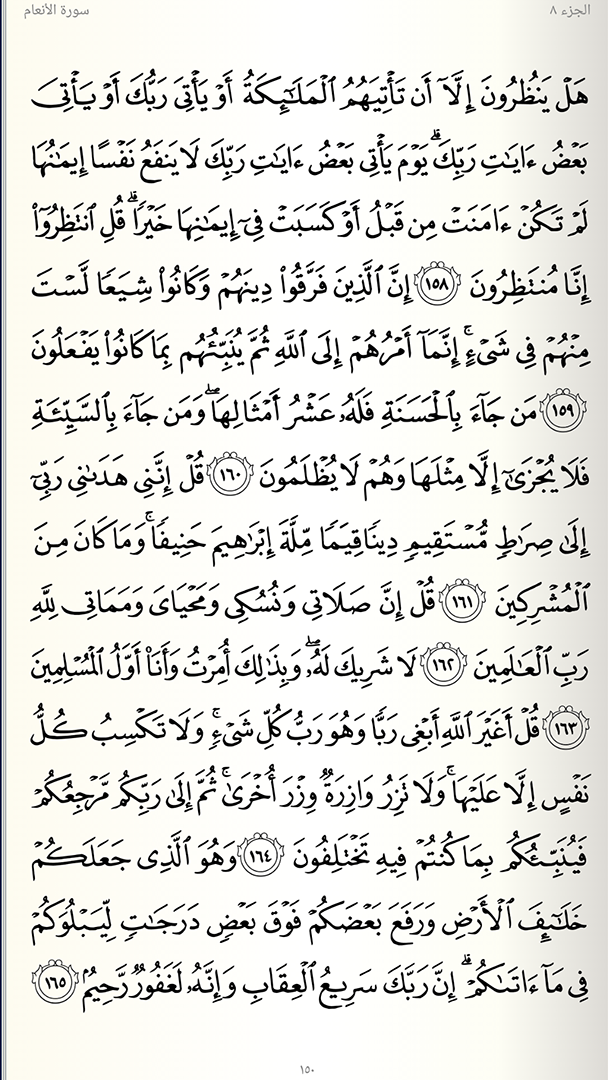 الجزء ٨
سورة الأنعام
هَلْ يَنظُرُونَ إِلَّآ أَن تَأْتِيَهُمُ ٱلْمَلَـٰٓئِكَةُ أَوْ يَأْتِىَ رَبُّكَ أَوْ يَأْتِىَ
بَعْضُ ءَايَـٰتِ رَبِّكَ ۗ يَوْمَ يَأْتِى بَعْضُ ءَايَـٰتِ رَبِّكَ لَا يَنفَعُ نَفْسًا إِيمَـٰنُهَا
لَمْ تَكُنْ ءَامَنَتْ مِن قَبْلُ أَوْ كَسَبَتْ فِىٓ إِيمَـٰنِهَا خَيْرًا ۗ قُلِ ٱنتَظِرُوٓا۟
إِنَّا مُنتَظِرُونَ ١٥٨ إِنَّ ٱلَّذِينَ فَرَّقُوا۟ دِينَهُمْ وَكَانُوا۟ شِيَعًا لَّسْتَ
مِنْهُمْ فِى شَىْءٍ ۚ إِنَّمَآ أَمْرُهُمْ إِلَى ٱللَّهِ ثُمَّ يُنَبِّئُهُم بِمَا كَانُوا۟ يَفْعَلُونَ
١٥٩ مَن جَآءَ بِٱلْحَسَنَةِ فَلَهُۥ عَشْرُ أَمْثَالِهَا ۖ وَمَن جَآءَ بِٱلسَّيِّئَةِ
فَلَا يُجْزَىٰٓ إِلَّا مِثْلَهَا وَهُمْ لَا يُظْلَمُونَ ١٦٠ قُلْ إِنَّنِى هَدَىٰنِى رَبِّىٓ
إِلَىٰ صِرَٰطٍ مُّسْتَقِيمٍ دِينًا قِيَمًا مِّلَّةَ إِبْرَٰهِيمَ حَنِيفًا ۚ وَمَا كَانَ مِنَ
ٱلْمُشْرِكِينَ ١٦١ قُلْ إِنَّ صَلَاتِى وَنُسُكِى وَمَحْيَاىَ وَمَمَاتِى لِلَّهِ
رَبِّ ٱلْعَـٰلَمِينَ ١٦٢ لَا شَرِيكَ لَهُۥ ۖ وَبِذَٰلِكَ أُمِرْتُ وَأَنَا۠ أَوَّلُ ٱلْمُسْلِمِينَ
١٦٣ قُلْ أَغَيْرَ ٱللَّهِ أَبْغِى رَبًّا وَهُوَ رَبُّ كُلِّ شَىْءٍ ۚ وَلَا تَكْسِبُ كُلُّ
نَفْسٍ إِلَّا عَلَيْهَا ۚ وَلَا تَزِرُ وَازِرَةٌ وِزْرَ أُخْرَىٰ ۚ ثُمَّ إِلَىٰ رَبِّكُم مَّرْجِعُكُمْ
فَيُنَبِّئُكُم بِمَا كُنتُمْ فِيهِ تَخْتَلِفُونَ ١٦٤ وَهُوَ ٱلَّذِى جَعَلَكُمْ
خَلَـٰٓئِفَ ٱلْأَرْضِ وَرَفَعَ بَعْضَكُمْ فَوْقَ بَعْضٍ دَرَجَـٰتٍ لِّيَبْلُوَكُمْ
فِى مَآ ءَاتَىٰكُمْ ۗ إِنَّ رَبَّكَ سَرِيعُ ٱلْعِقَابِ وَإِنَّهُۥ لَغَفُورٌ رَّحِيمٌۢ ١٦٥
١٥٠